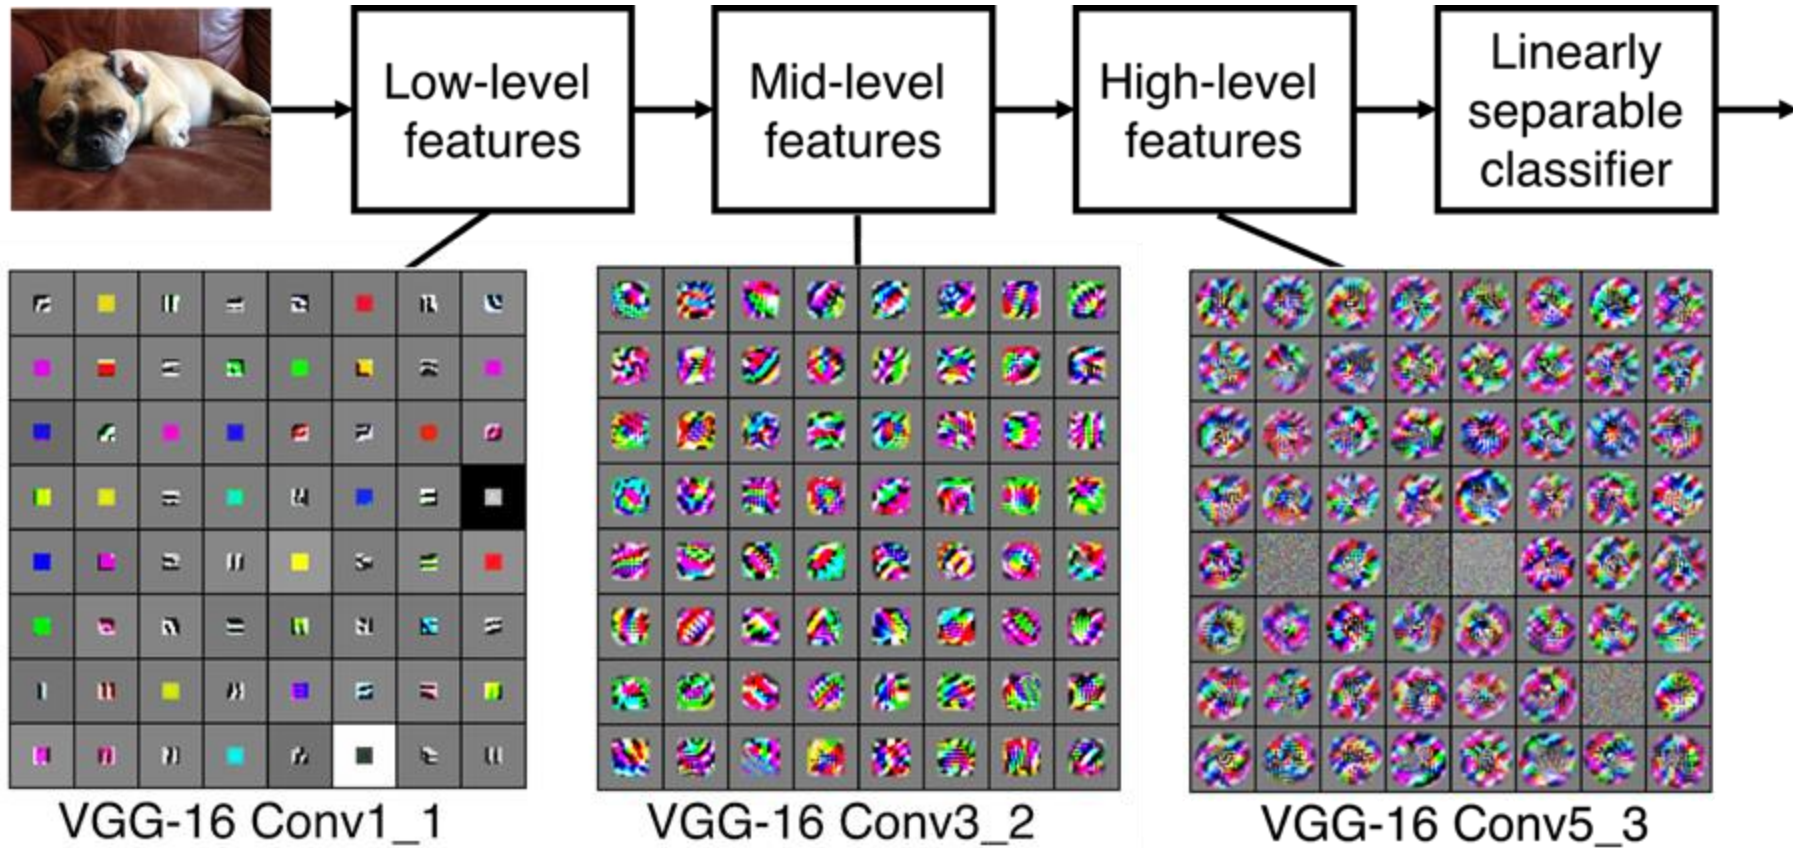 Low-level
features
Mid-level
features
High-level
features
Linearly
separable
classifier
VGG-16 Conv1_1
VGG-16 Conv3_2
VGG-16 Conv5_3